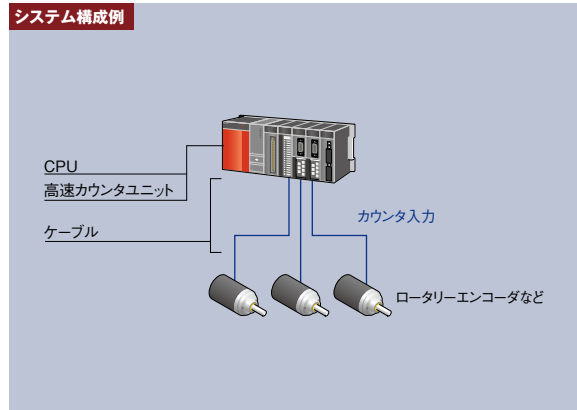 システム構成例
CPU
高速カウンタユニット
ケーブル
カウンタ入力
ロータリーエンコーダなど